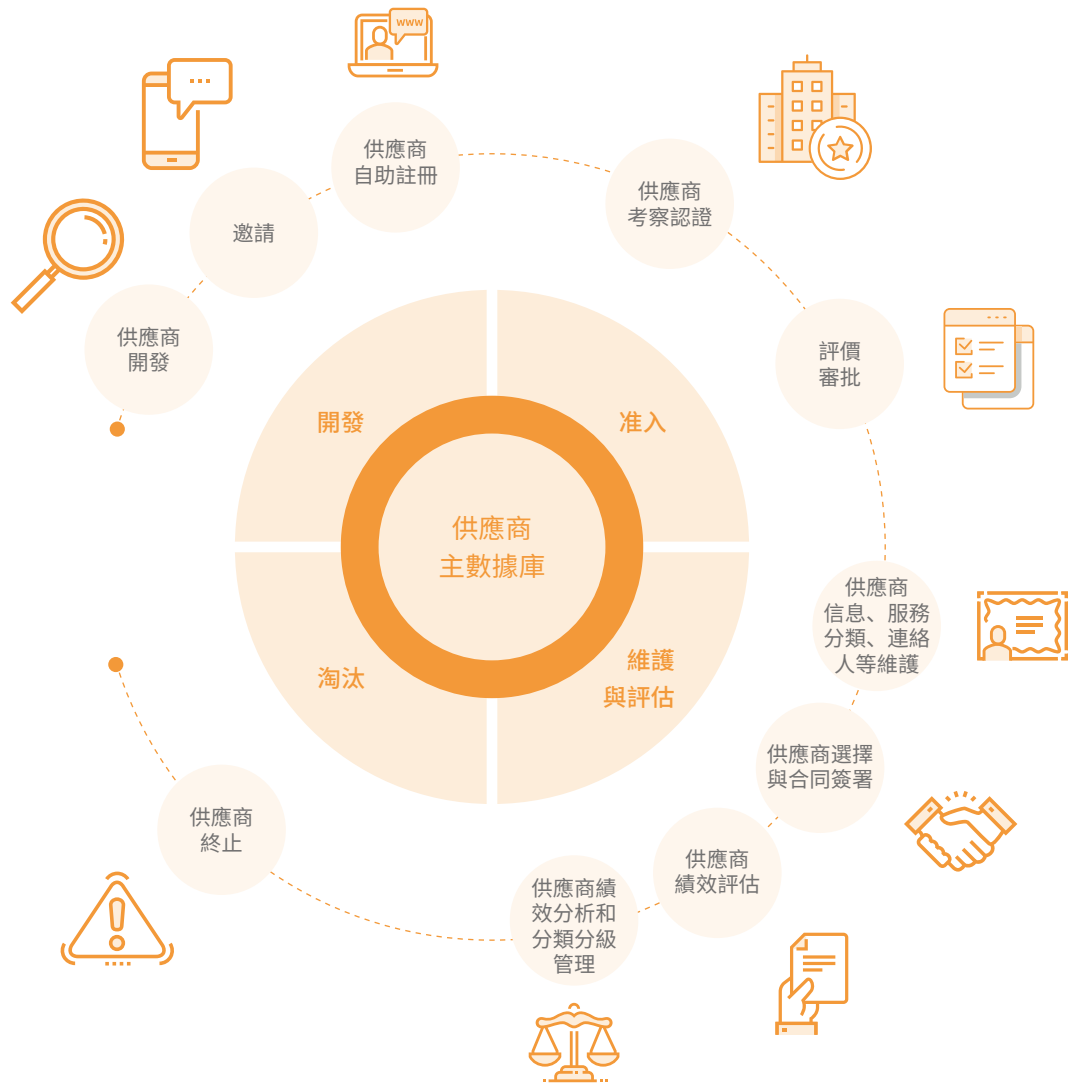 www
供應商
自助註冊
邀請
供應商
開發
供應商
考察認證
評價
審批
供應商
信息、服務
分類、連絡
人等維護
供應商選擇
與合同簽署
供應商
績效評估
供應商績
效分析和
分類分級
管理
供應商
終止
開發
准入
維護
與評估
淘汰
供應商
主數據庫